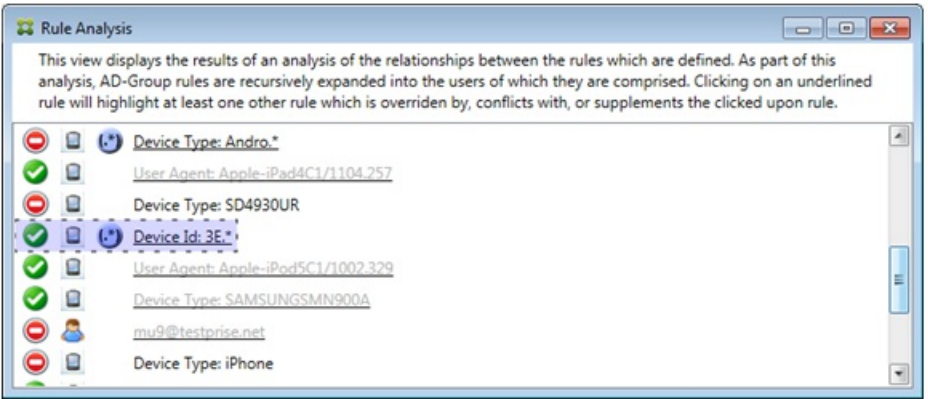 Rule Analysis
This view displays the results of an analysis of the relationships between the rules which are defined. As part of this
analysis, AD-Group rules are recursively expanded into the users of which they are comprised. Clicking on an underlined
rule will highlight at least one other rule which is overriden by, conflicts with, or supplements the clicked upon rule.
(.*) Device Type: Andro.*
User Agent: Apple-iPad4C1/1104.257
Device Type: SD4930UR
(.*) Device Id: 3E.*
User Agent: Apple-iPod5C1/1002.329
Device Type: SAMSUNGSMN900A
mu9@testprise.net
Device Type: iPhone